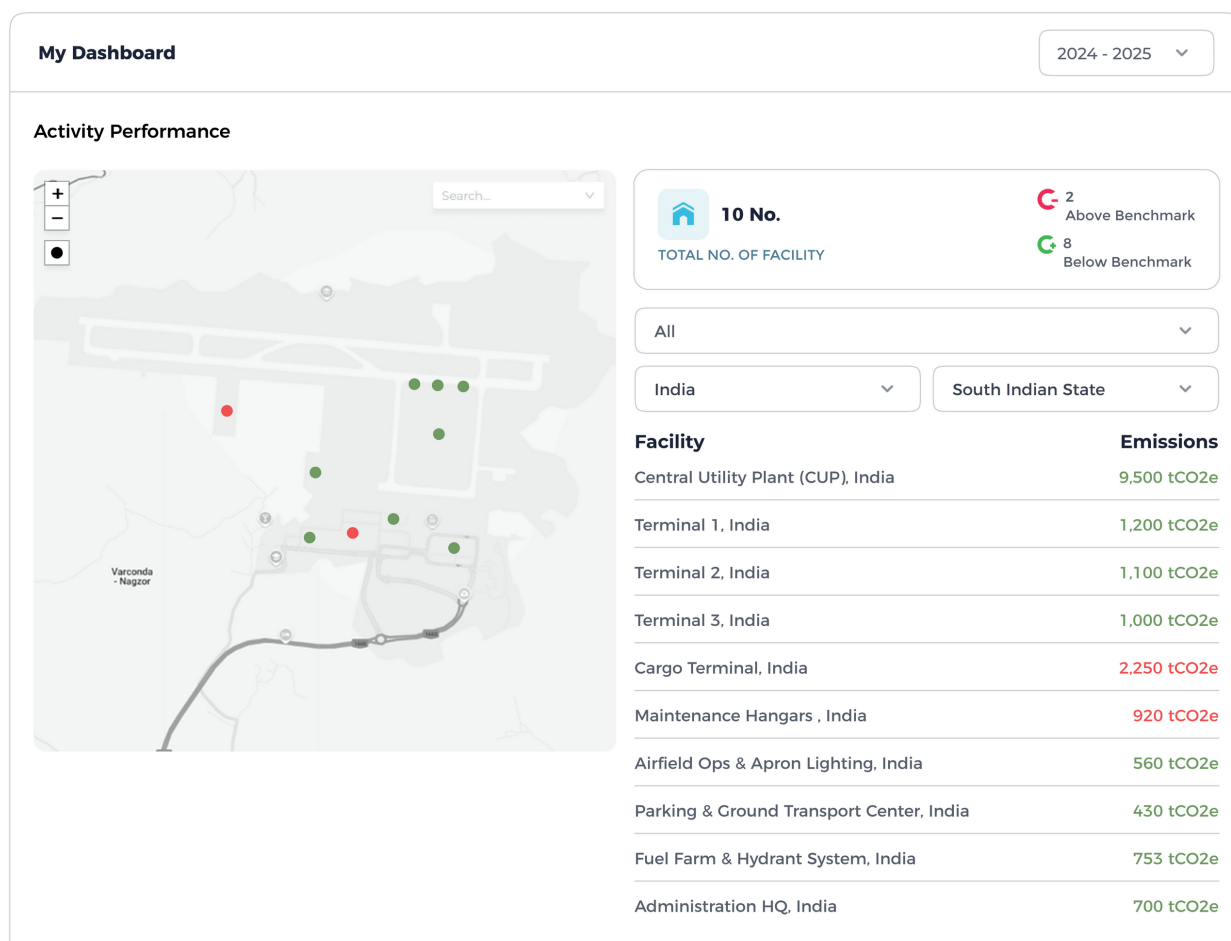 My Dashboard
2024 - 2025
Activity Performance
+
−
Search...
Varconda
- Nagzor
10 No.
TOTAL NO. OF FACILITY
2
Above Benchmark
8
Below Benchmark
All
India
South Indian State
Facility Emissions
Central Utility Plant (CUP), India 9,500 tCO2e
Terminal 1, India 1,200 tCO2e
Terminal 2, India 1,100 tCO2e
Terminal 3, India 1,000 tCO2e
Cargo Terminal, India 2,250 tCO2e
Maintenance Hangars , India 920 tCO2e
Airfield Ops & Apron Lighting, India 560 tCO2e
Parking & Ground Transport Center, India 430 tCO2e
Fuel Farm & Hydrant System, India 753 tCO2e
Administration HQ, India 700 tCO2e